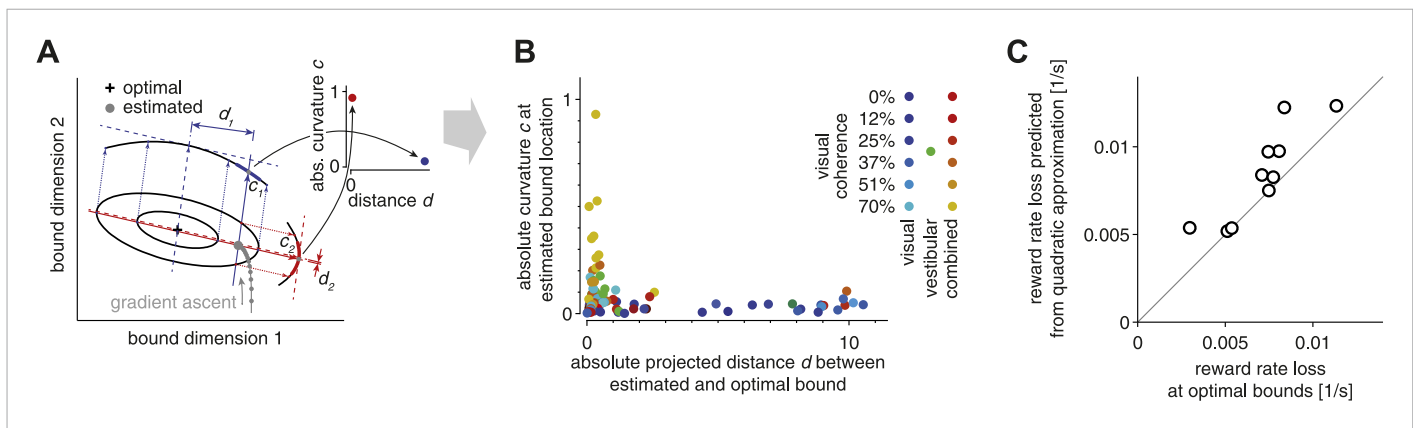 A
optimal
estimated
d1
c1
c2
d2
gradient ascent
bound dimension 2
bound dimension 1
abs. curvature c
1
0
0
distance d
B
absolute curvature c at
estimated bound location
1
0
0
10
absolute projected distance d between
estimated and optimal bound
visual
coherence
0%
12%
25%
37%
51%
70%
visual
vestibular
combined
C
reward rate loss predicted
from quadratic approximation [1/s]
0.01
0.005
0
0
0.005
0.01
reward rate loss
at optimal bounds [1/s]